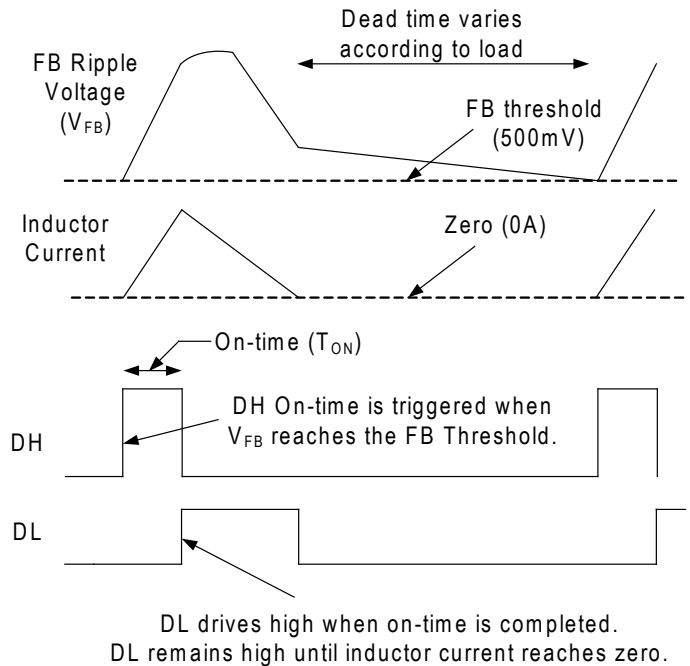 Dead time varies
according to load
FB Ripple
Voltage
(VFB)
FB threshold
(500mV)
Inductor
Current
Zero (0A)
On-time (TON)
DH On-time is triggered when
VFB reaches the FB Threshold.
DH
DL
DL drives high when on-time is completed.
DL remains high until inductor current reaches zero.